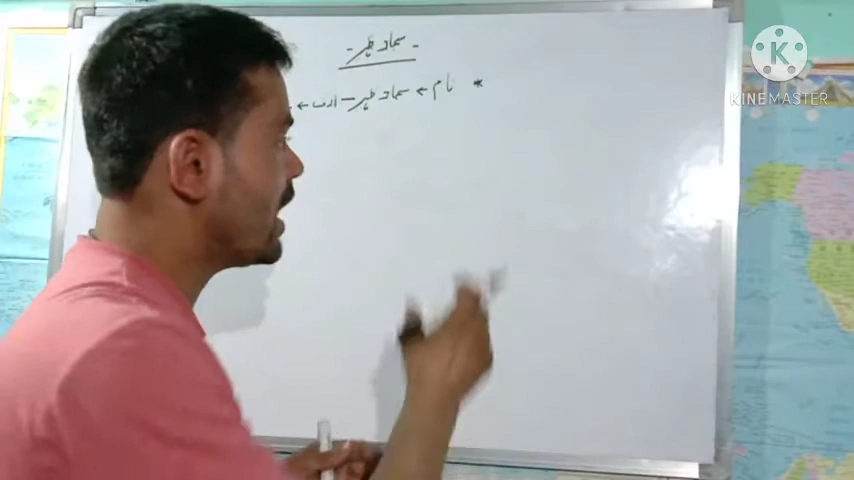 - سجاد ظہیر -
* نام ← سجاد ظہیر - ادب ←
KINEMASTER